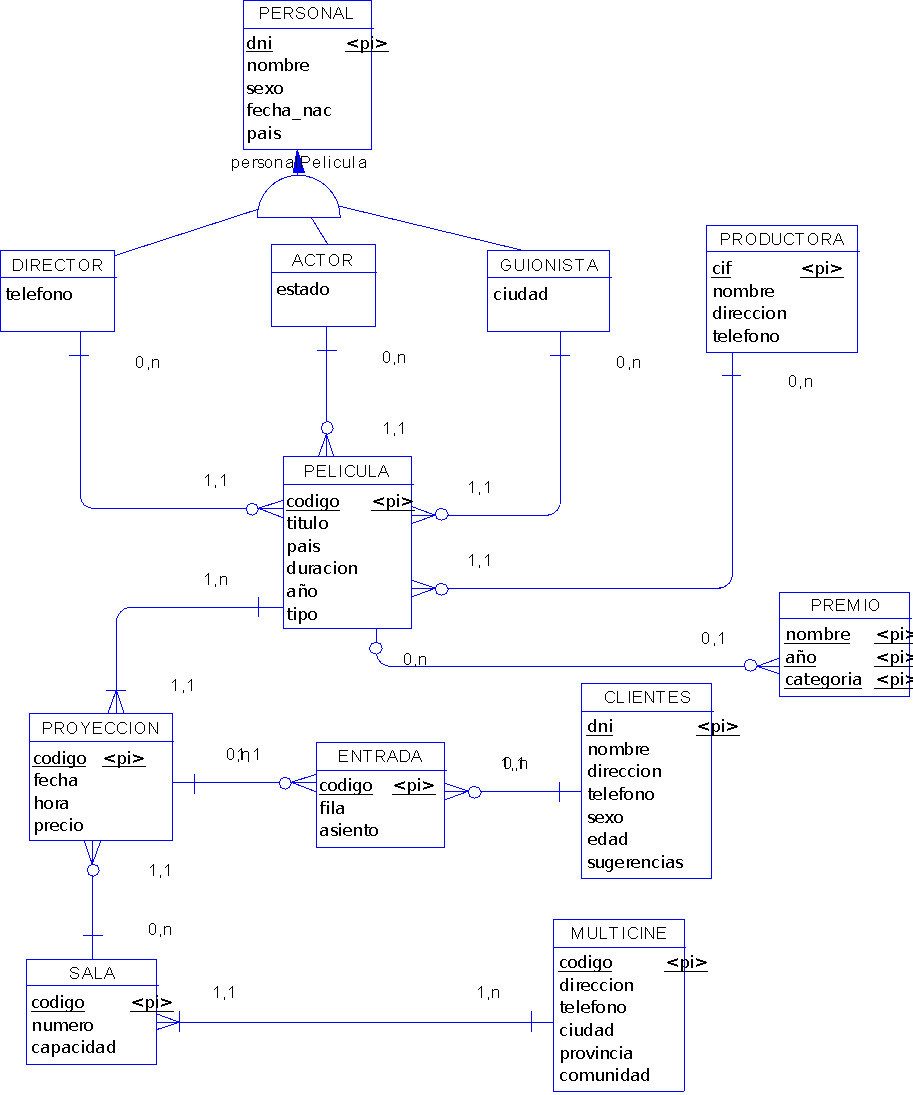 PERSONAL
dni <pi>
nombre
sexo
fecha_nac
pais
personaPelicula
DIRECTOR
telefono
ACTOR
estado
GUIONISTA
ciudad
PRODUCTORA
cif <pi>
nombre
direccion
telefono
0,n
0,n
0,n
0,n
1,1
1,1
1,1
1,1
PELICULA
codigo <pi>
titulo
pais
duracion
año
tipo
1,n
0,n
0,1
PREMIO
nombre <pi>
año <pi>
categoria <pi>
1,1
PROYECCION
codigo <pi>
fecha
hora
precio
ENTRADA
codigo <pi>
fila
asiento
CLIENTES
dni <pi>
nombre
direccion
telefono
sexo
edad
sugerencias
1,1
0,n
SALA
codigo <pi>
numero
capacidad
1,1
1,n
MULTICINE
codigo <pi>
direccion
telefono
ciudad
provincia
comunidad